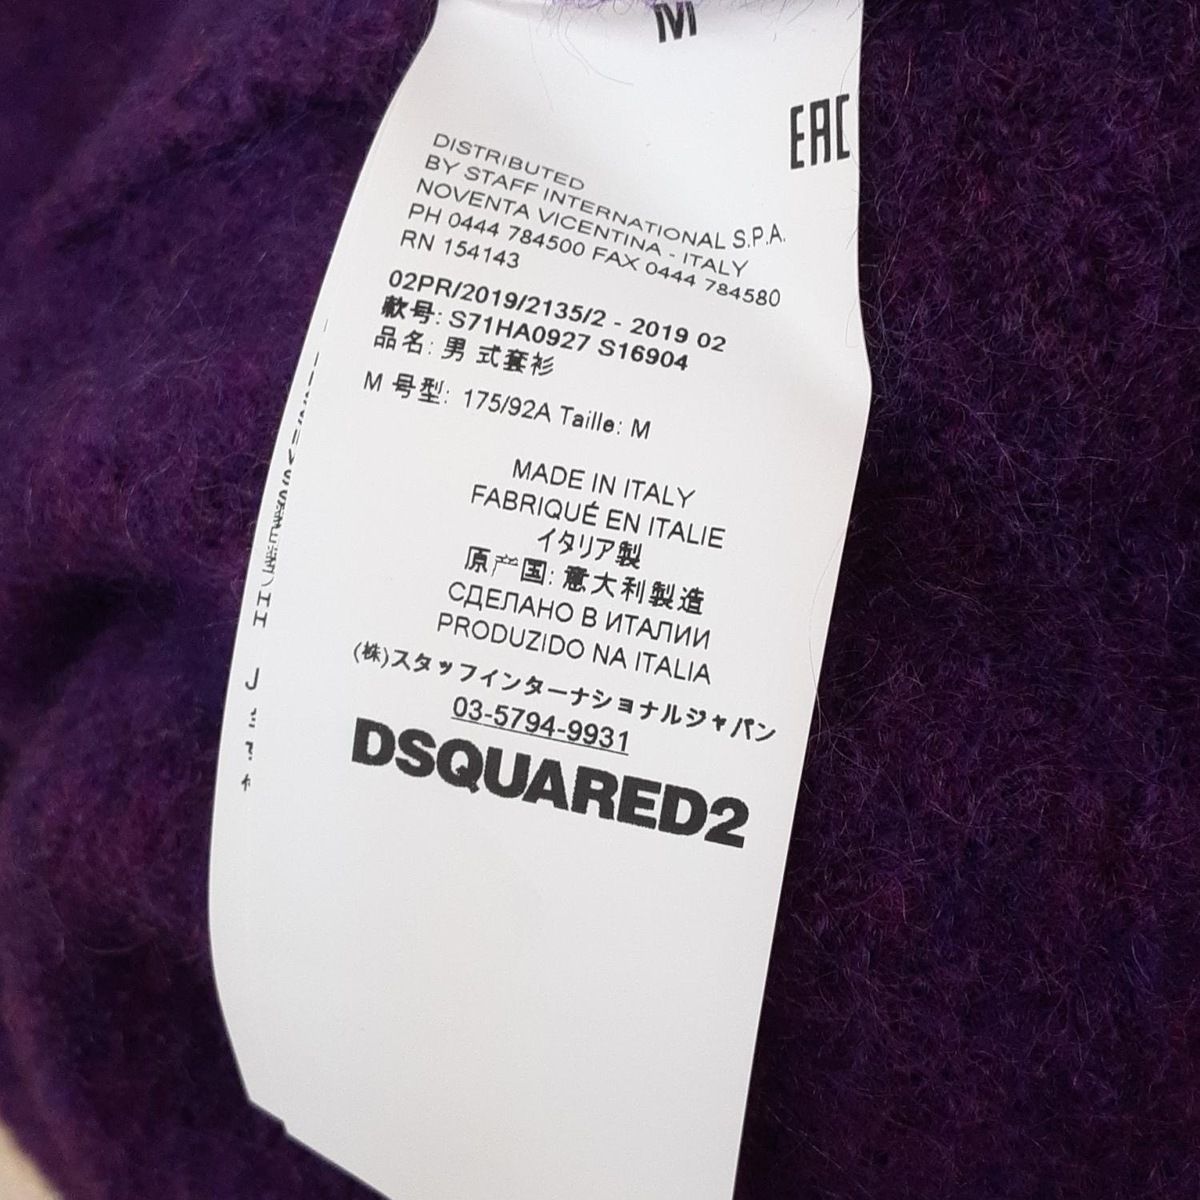 M
EAC
DISTRIBUTED
BY STAFF INTERNATIONAL S.P.A.
NOVENTA VICENTINA - ITALY
PH 0444 784500 FAX 0444 784580
RN 154143
02PR/2019/2135/2 - 2019 02
款号: S71HA0927 S16904
品名: 男 式套衫
M 号型: 175/92A Taille: M
MADE IN ITALY
FABRIQUÉ EN ITALIE
イタリア製
原产国: 意大利製造
СДЕЛАНО В ИТАЛИИ
PRODUZIDO NA ITALIA
(株)スタッフインターナショナルジャパン
03-5794-9931
DSQUARED2